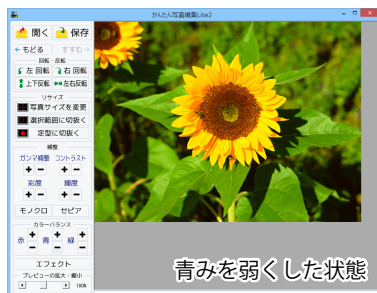 かんたん写真編集Lite2
開く 保存
もどる すすむ
回転・反転
左 回転 右 回転
上下反転 左右反転
リサイズ
写真サイズを変更
選択範囲に切抜く
定型に切抜く
補整
ガンマ補整 コントラスト
+ - + -
彩度 輝度
+ - + -
モノクロ セピア
カラーバランス
赤 + - 青 + - 緑 + -
エフェクト
プレビューの拡大・縮小
100%
青みを弱くした状態